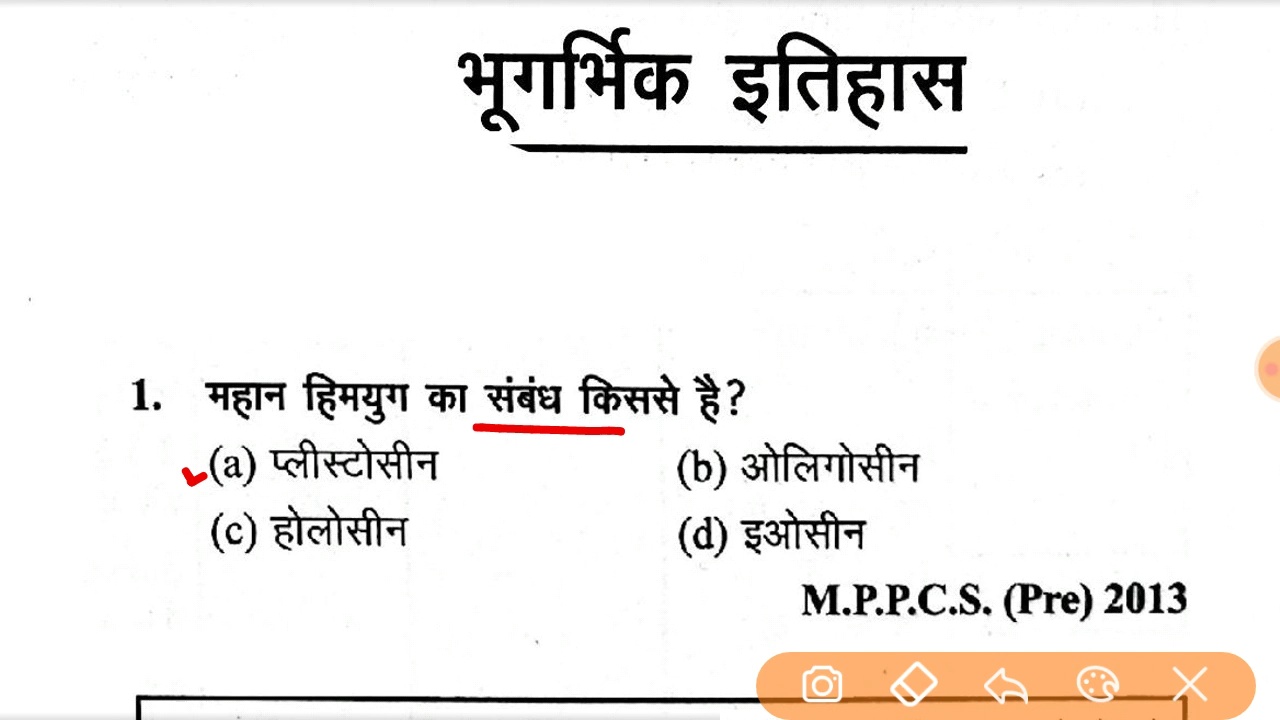 भूगर्भिक इतिहास
1. महान हिमयुग का संबंध किससे है?
(a) प्लीस्टोसीन (b) ओलिगोसीन
(c) होलोसीन (d) इओसीन
M.P.P.C.S. (Pre) 2013